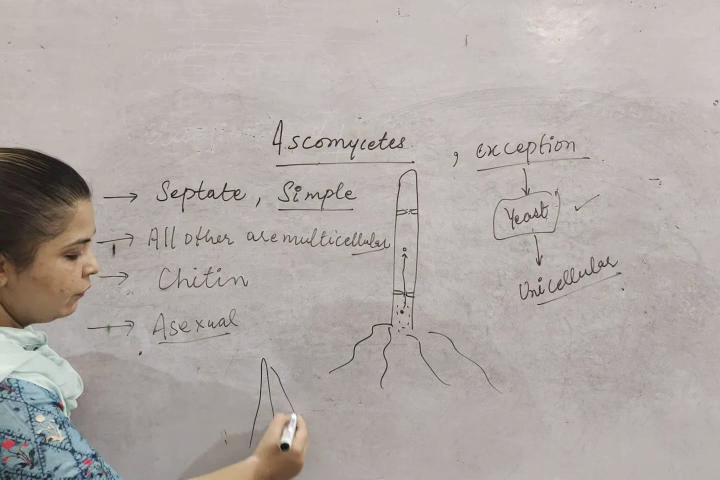 Ascomycetes , exception
→ Septate, Simple
Yeast ✓
→ All other are multicellular
→ Chitin
Unicellular
→ Asexual